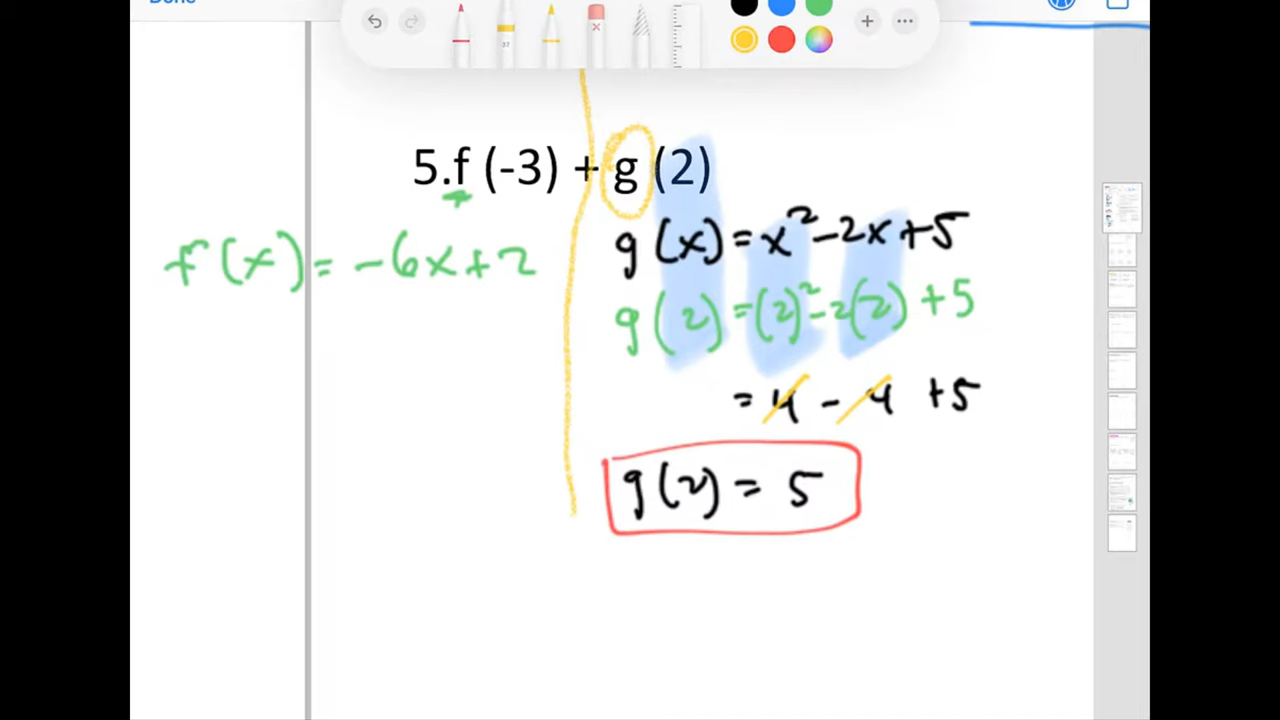 Done
5.f (-3) + g (2)
g (x) = x² - 2x + 5
f (x) = -6x + 2
g (2) = (2)² - 2(2) + 5
= 4 - 4 + 5
g (2) = 5